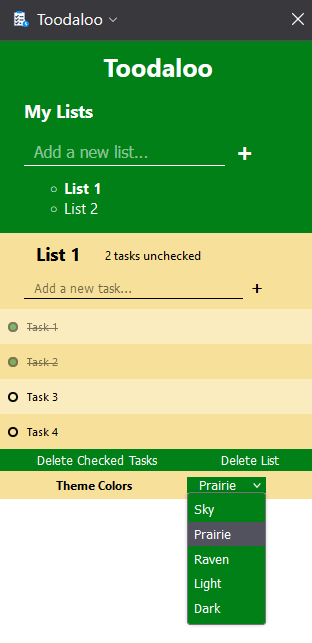 Toodaloo
Toodaloo
My Lists
Add a new list...
List 1
List 2
List 1 2 tasks unchecked
Add a new task...
Task 1
Task 2
Task 3
Task 4
Delete Checked Tasks Delete List
Theme Colors Prairie
Sky
Prairie
Raven
Light
Dark